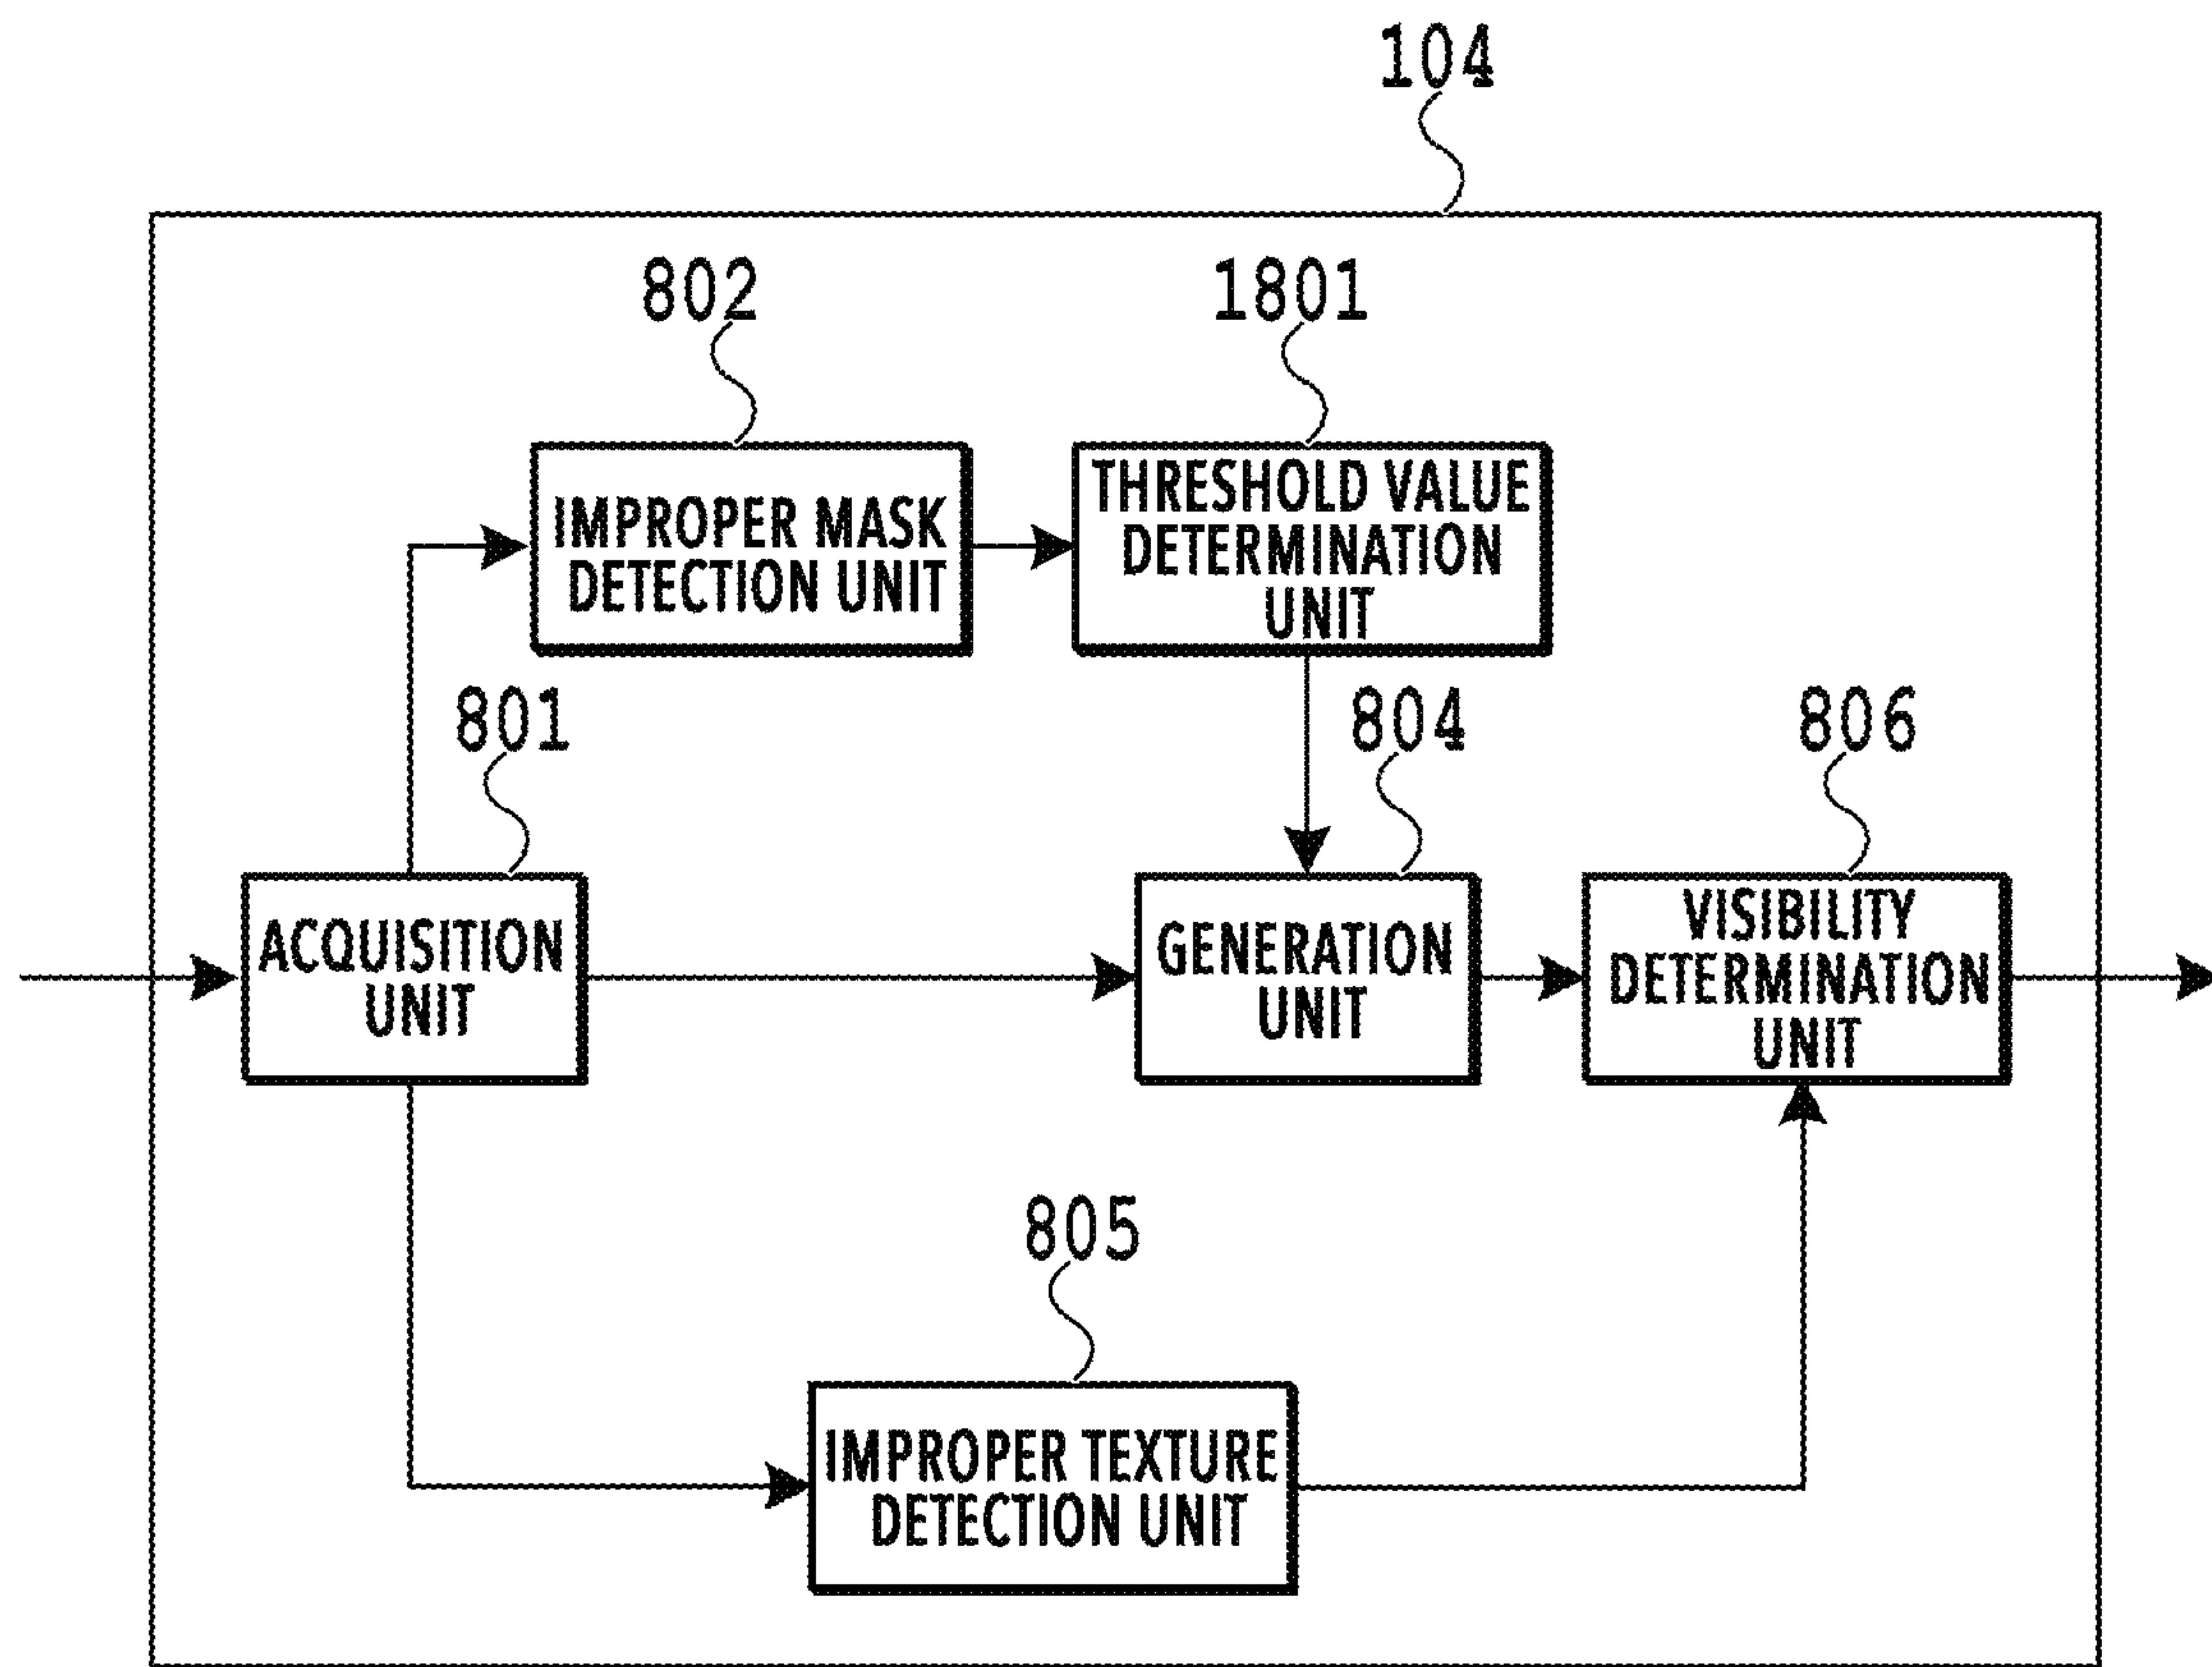 104
802
1801
IMPROPER MASK
DETECTION UNIT
THRESHOLD VALUE
DETERMINATION
UNIT
801
804
806
ACQUISITION
UNIT
GENERATION
UNIT
VISIBILITY
DETERMINATION
UNIT
805
IMPROPER TEXTURE
DETECTION UNIT